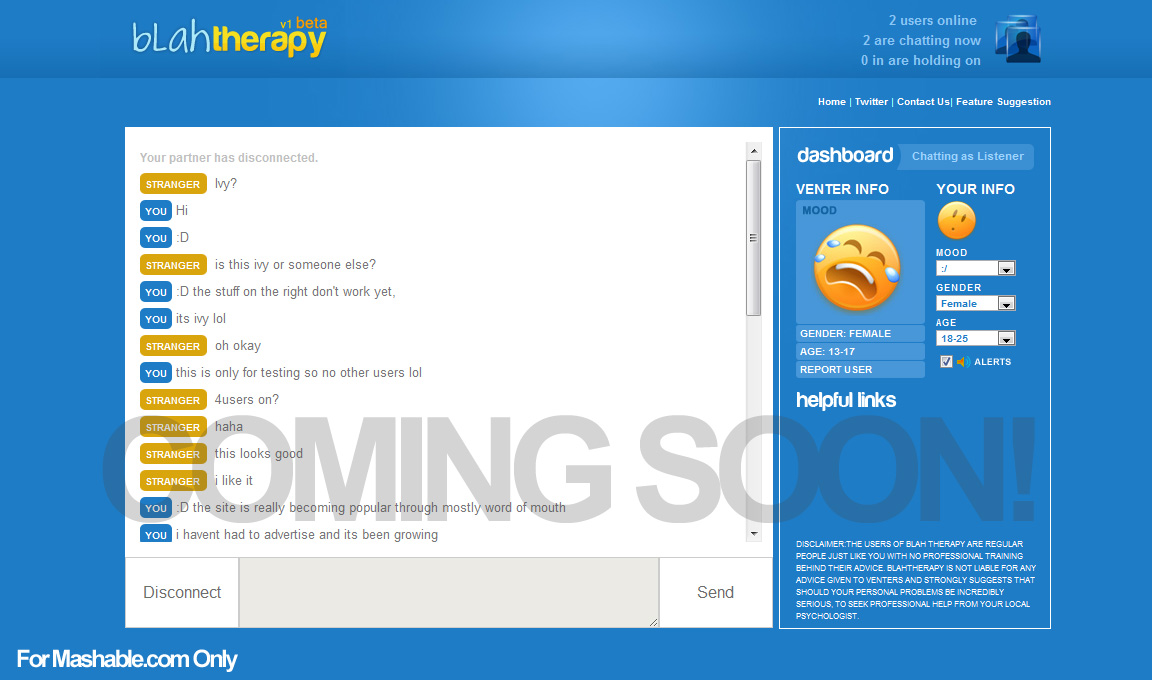 blahtherapy v1 beta
2 users online
2 are chatting now
0 in are holding on
Home | Twitter | Contact Us| Feature Suggestion
Your partner has disconnected.
STRANGER Ivy?
YOU Hi
YOU :D
STRANGER is this ivy or someone else?
YOU :D the stuff on the right don't work yet,
YOU its ivy lol
STRANGER oh okay
YOU this is only for testing so no other users lol
STRANGER 4users on?
STRANGER haha
STRANGER this looks good
STRANGER i like it
YOU :D the site is really becoming popular through mostly word of mouth
YOU i havent had to advertise and its been growing
Disconnect
Send
dashboard Chatting as Listener
VENTER INFO
MOOD
GENDER: FEMALE
AGE: 13-17
REPORT USER
YOUR INFO
MOOD
:/
GENDER
Female
AGE
18-25
ALERTS
helpful links
COMING SOON!
DISCLAIMER:THE USERS OF BLAH THERAPY ARE REGULAR
PEOPLE JUST LIKE YOU WITH NO PROFESSIONAL TRAINING
BEHIND THEIR ADVICE. BLAHTHERAPY IS NOT LIABLE FOR ANY
ADVICE GIVEN TO VENTERS AND STRONGLY SUGGESTS THAT
SHOULD YOUR PERSONAL PROBLEMS BE INCREDIBLY
SERIOUS, TO SEEK PROFESSIONAL HELP FROM YOUR LOCAL
PSYCHOLOGIST.
For Mashable.com Only